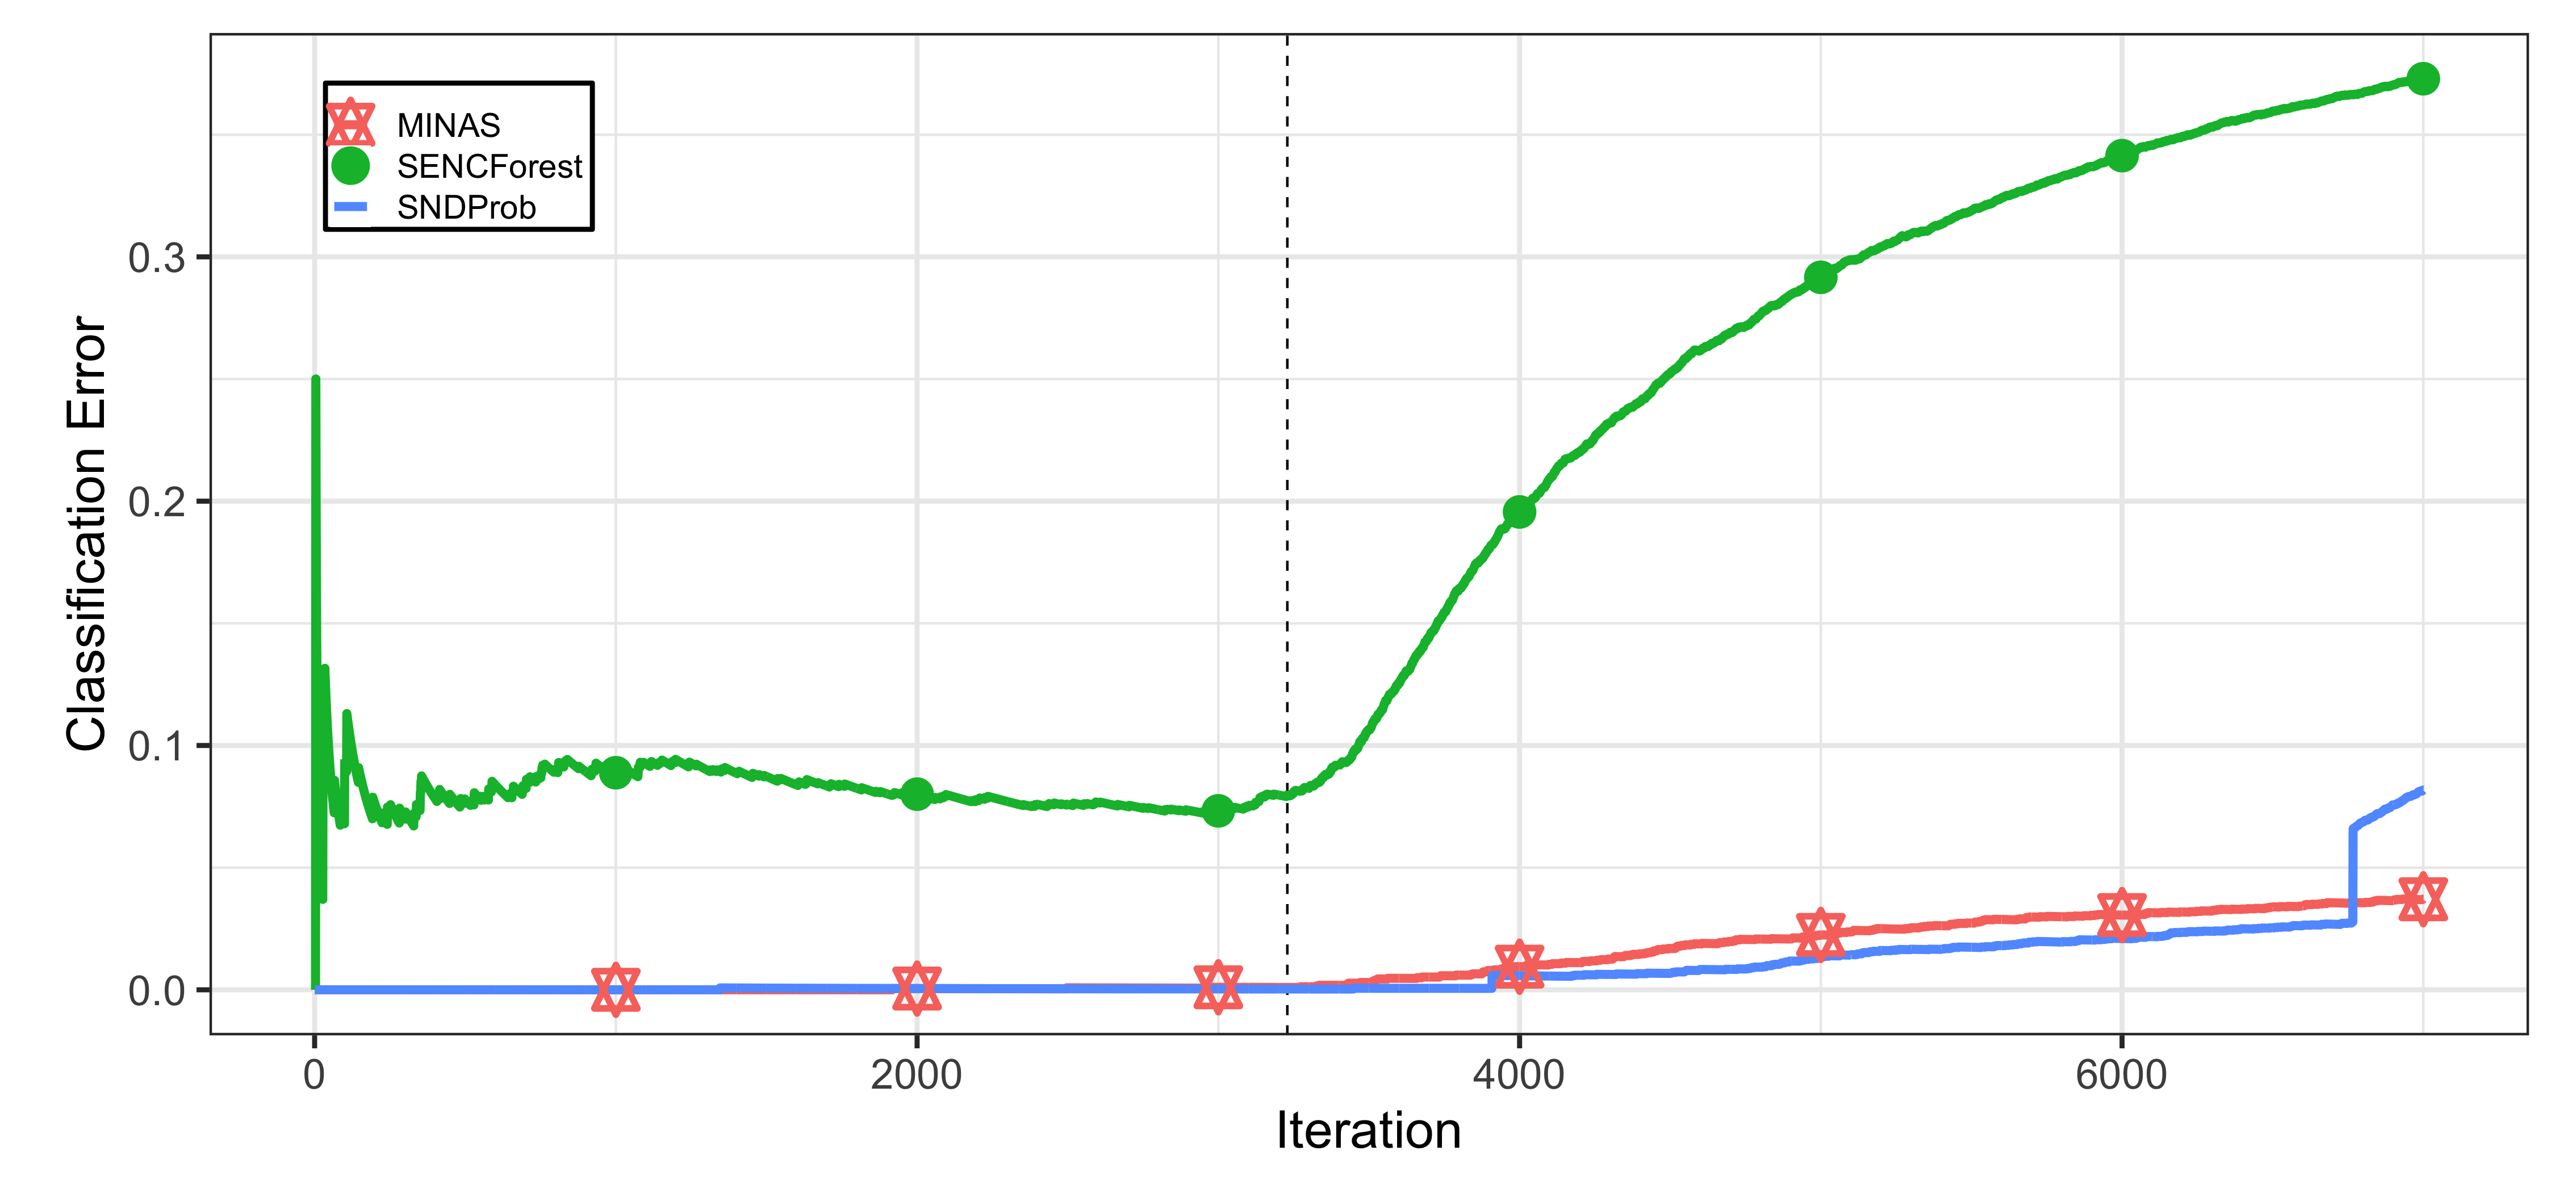 MINAS
SENCForest
SNDProb
Classification Error
0.3
0.2
0.1
0.0
0
2000
4000
6000
Iteration